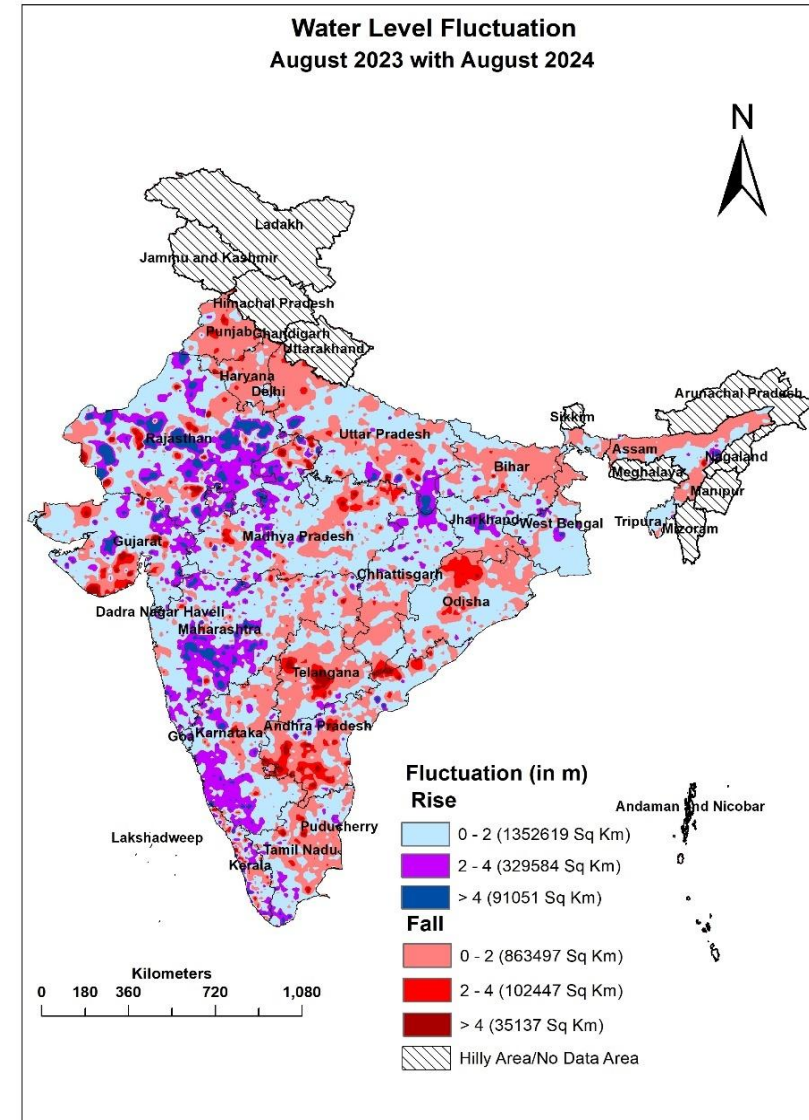 Water Level Fluctuation
August 2023 with August 2024
N
Ladakh
Jammu and Kashmir
Himachal Pradesh
Punjab
Chandigarh
Uttarakhand
Haryana
Delhi
Arunachal Pradesh
Sikkim
Rajasthan
Uttar Pradesh
Assam
Nagaland
Bihar
Meghalaya
Manipur
Jharkhand
West Bengal
Tripura
Mizoram
Gujarat
Madhya Pradesh
Chhattisgarh
Odisha
Dadra Nagar Haveli
Maharashtra
Telangana
Andhra Pradesh
Goa
Karnataka
Lakshadweep
Puducherry
Tamil Nadu
Kerala
Andaman and Nicobar
Fluctuation (in m)
Rise
0 - 2 (1352619 Sq Km)
2 - 4 (329584 Sq Km)
> 4 (91051 Sq Km)
Fall
0 - 2 (863497 Sq Km)
2 - 4 (102447 Sq Km)
> 4 (35137 Sq Km)
Hilly Area/No Data Area
Kilometers
0 180 360 720 1,080